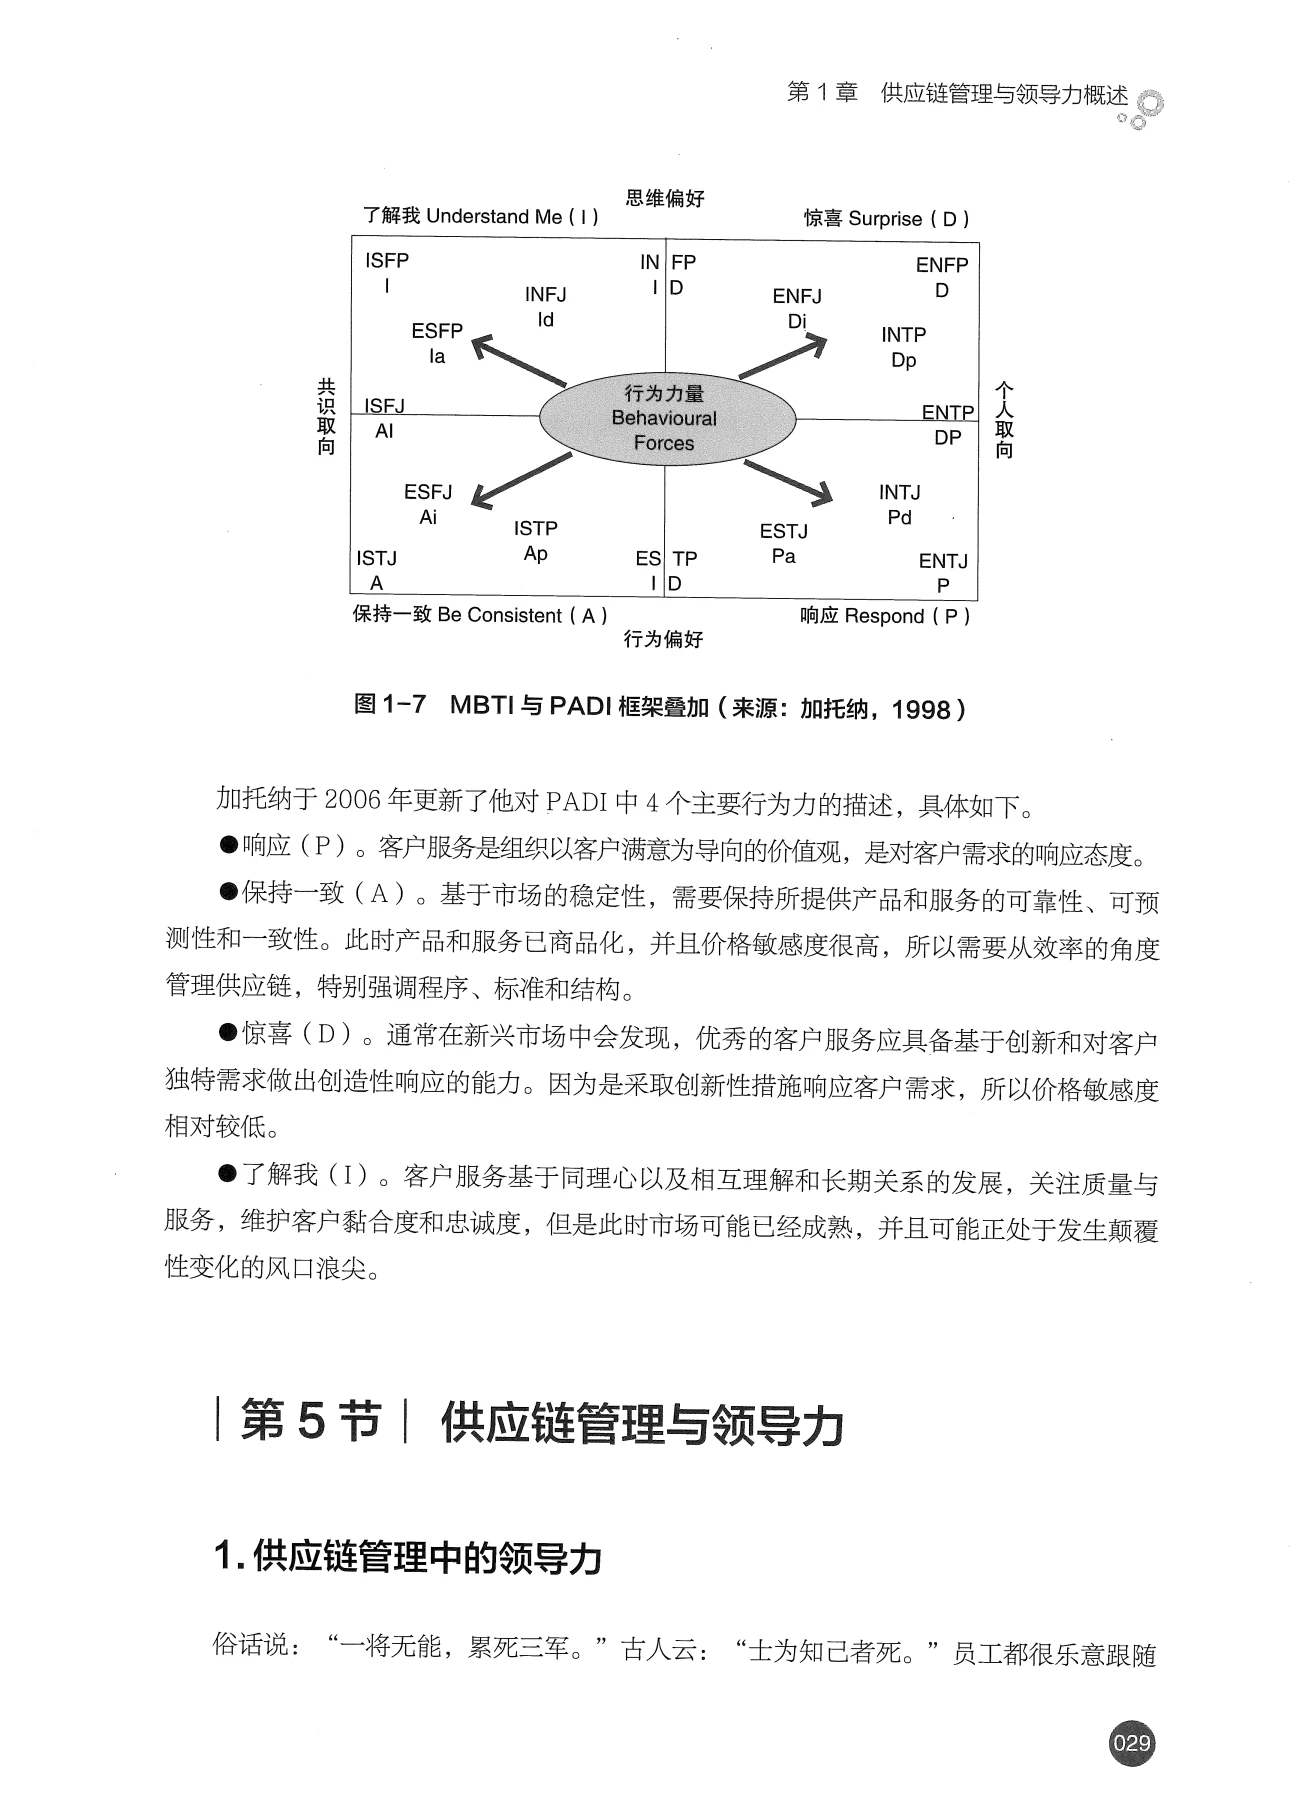 第 1 章 供应链管理与领导力概述
思维偏好
了解我 Understand Me ( I ) 惊喜 Surprise ( D )
ISFP IN FP ENFP
I I D D
INFJ ENFJ
Id Di
ESFP INTP
Ia Dp
共识取向
个人取向
行为力量
Behavioural
Forces
ISFJ ENTP
AI DP
ESFJ INTJ
Ai Pd
ISTP ESTJ
Ap Pa
ISTJ ES TP ENTJ
A I D P
保持一致 Be Consistent ( A ) 响应 Respond ( P )
行为偏好
图 1-7 MBTI 与 PADI 框架叠加（来源：加托纳，1998）
加托纳于 2006 年更新了他对 PADI 中 4 个主要行为力的描述，具体如下。
●响应（P）。客户服务是组织以客户满意为导向的价值观，是对客户需求的响应态度。
●保持一致（A）。基于市场的稳定性，需要保持所提供产品和服务的可靠性、可预
测性和一致性。此时产品和服务已商品化，并且价格敏感度很高，所以需要从效率的角度
管理供应链，特别强调程序、标准和结构。
●惊喜（D）。通常在新兴市场中会发现，优秀的客户服务应具备基于创新和对客户
独特需求做出创造性响应的能力。因为是采取创新性措施响应客户需求，所以价格敏感度
相对较低。
●了解我（I）。客户服务基于同理心以及相互理解和长期关系的发展，关注质量与
服务，维护客户黏合度和忠诚度，但是此时市场可能已经成熟，并且可能正处于发生颠覆
性变化的风口浪尖。
|第 5 节| 供应链管理与领导力
1. 供应链管理中的领导力
俗话说：“一将无能，累死三军。”古人云：“士为知己者死。”员工都很乐意跟随
029